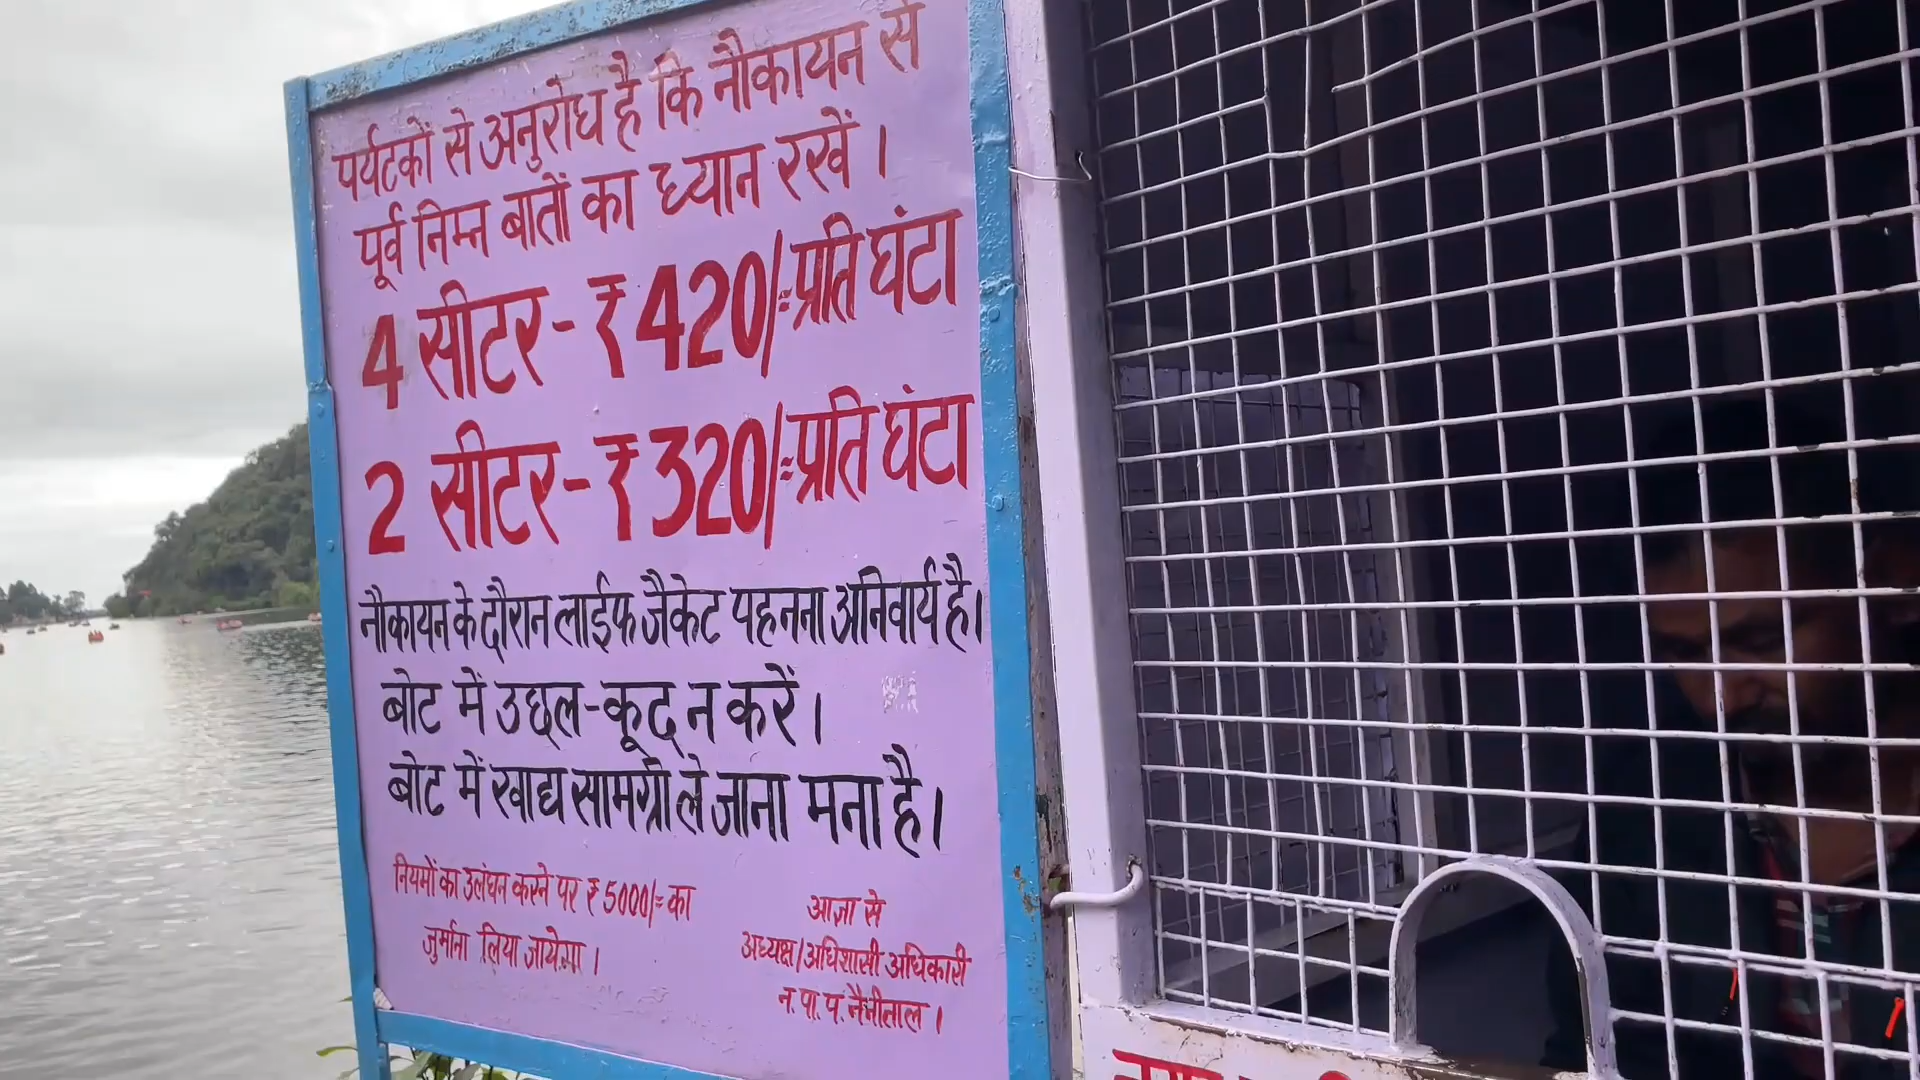 पर्यटकों से अनुरोध है कि नौकायन से
पूर्व निम्न बातों का ध्यान रखें।
4 सीटर - ₹ 420/= प्रति घंटा
2 सीटर - ₹ 320/= प्रति घंटा
नौकायन के दौरान लाईफ जैकेट पहनना अनिवार्य है।
बोट में उछल-कूद न करें।
बोट में खाद्य सामग्री ले जाना मना है।
नियमों का उलंघन करने पर ₹ 5000/= का
जुर्माना लिया जायेगा।
आज्ञा से
अध्यक्ष/अधिशासी अधिकारी
न.पा.प. नैनीताल।